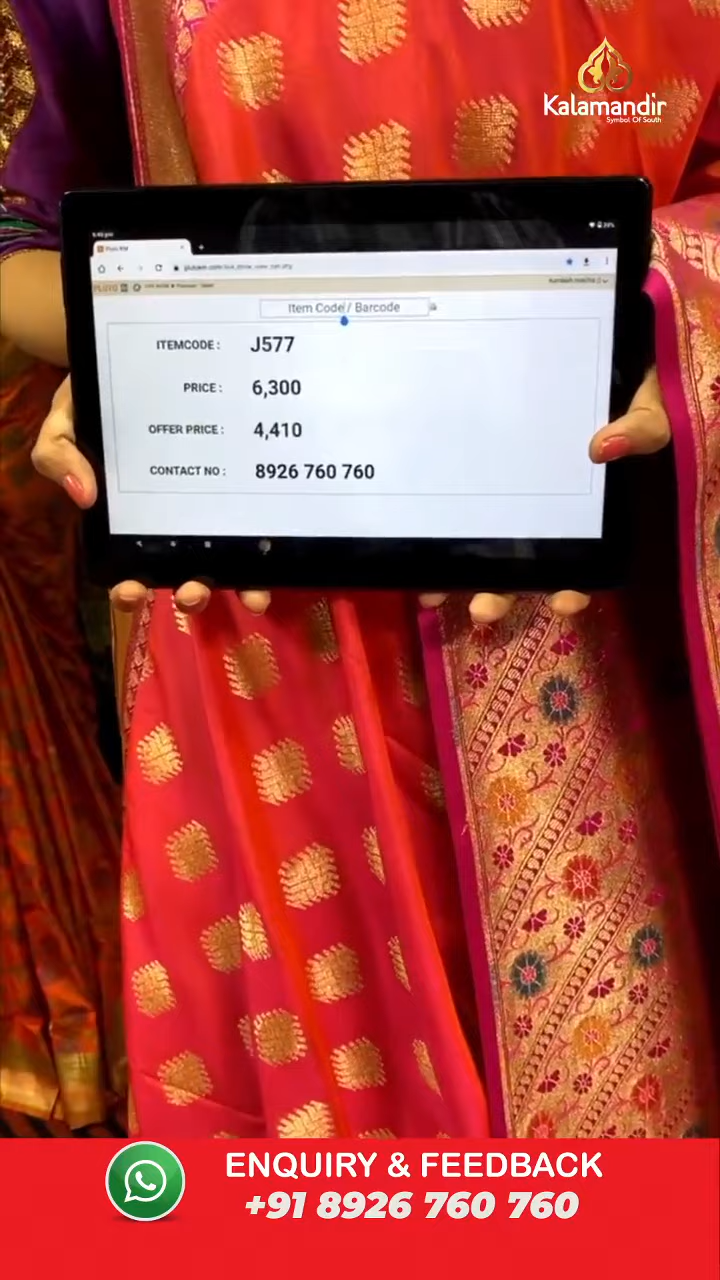 Kalamandir
Symbol Of South
Item Code / Barcode
ITEMCODE : J577
PRICE : 6,300
OFFER PRICE : 4,410
CONTACT NO : 8926 760 760
ENQUIRY & FEEDBACK
+91 8926 760 760